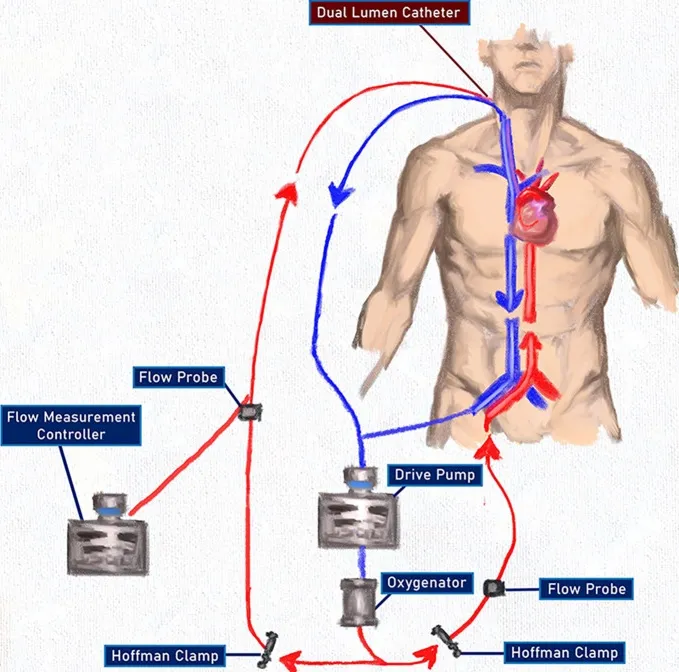 Dual Lumen Catheter
Flow Probe
Flow Measurement
Controller
Drive Pump
Oxygenator
Flow Probe
Hoffman Clamp
Hoffman Clamp